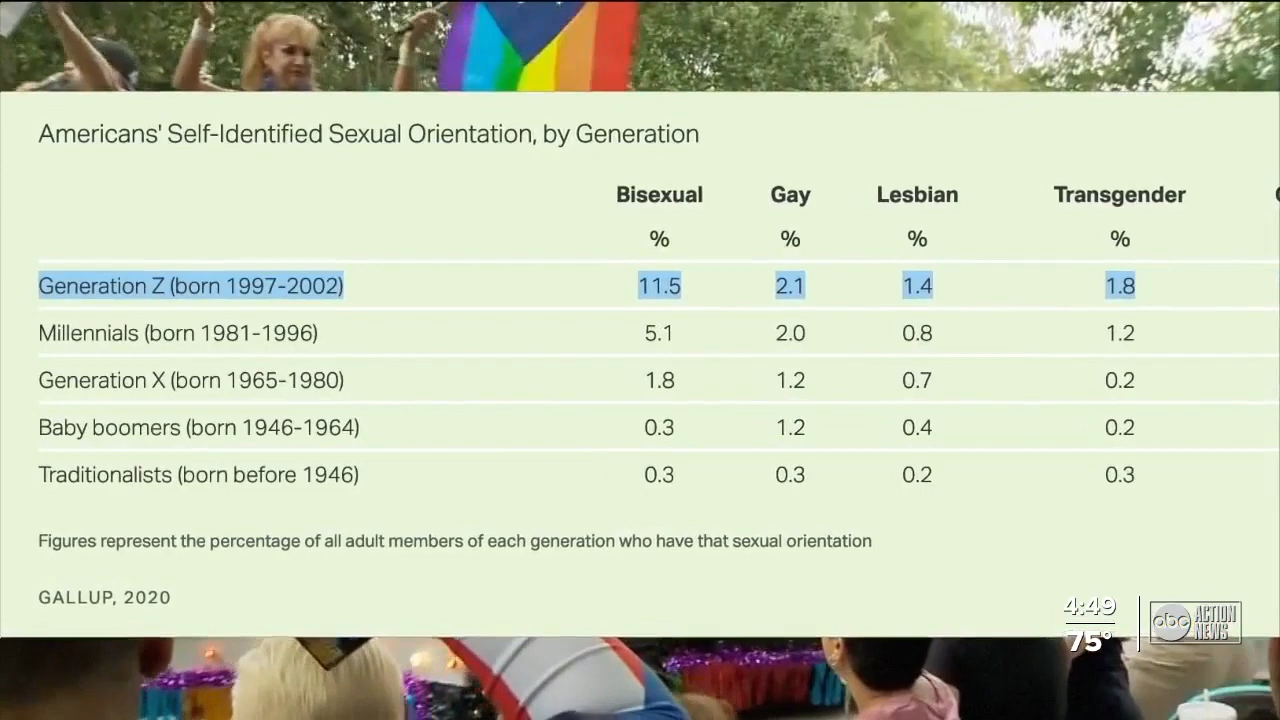 Americans' Self-Identified Sexual Orientation, by Generation
Bisexual Gay Lesbian Transgender
% % % %
Generation Z (born 1997-2002) 11.5 2.1 1.4 1.8
Millennials (born 1981-1996) 5.1 2.0 0.8 1.2
Generation X (born 1965-1980) 1.8 1.2 0.7 0.2
Baby boomers (born 1946-1964) 0.3 1.2 0.4 0.2
Traditionalists (born before 1946) 0.3 0.3 0.2 0.3
Figures represent the percentage of all adult members of each generation who have that sexual orientation
GALLUP, 2020
4:49
75°
abc ACTION NEWS